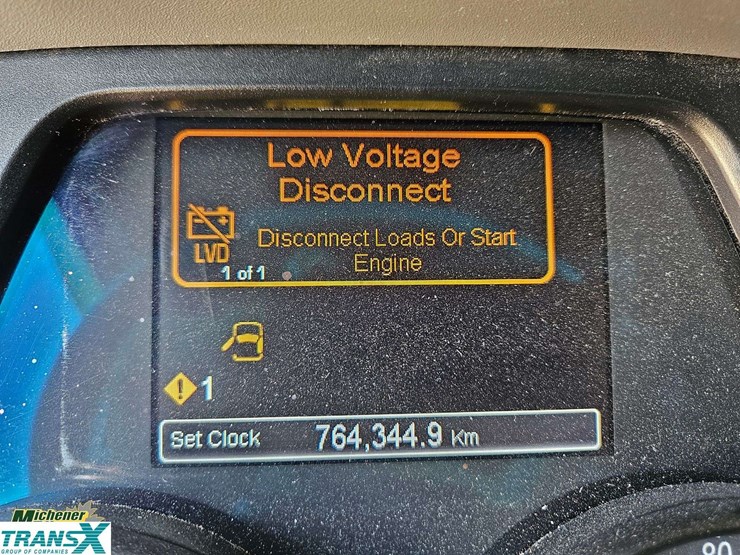 Low Voltage
Disconnect
Disconnect Loads Or Start
Engine
LVD
1 of 1
1
Set Clock 764,344.9 Km
80
Michener
TRANSX
GROUP OF COMPANIES